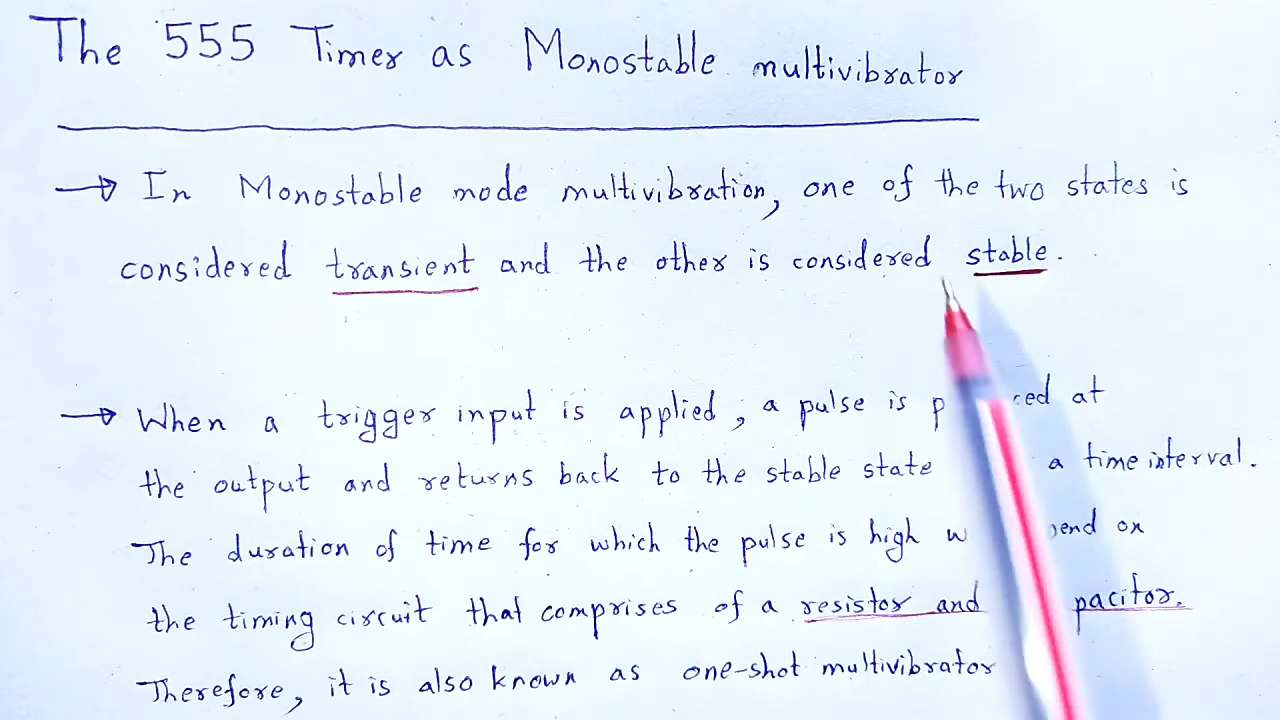 The 555 Timer as Monostable multivibrator
→ In Monostable mode multivibration, one of the two states is
considered transient and the other is considered stable.
→ When a trigger input is applied, a pulse is p ced at
the output and returns back to the stable state a time interval.
The duration of time for which the pulse is high w pend on
the timing circuit that comprises of a resistor and pacitor.
Therefore, it is also known as one-shot multivibrator